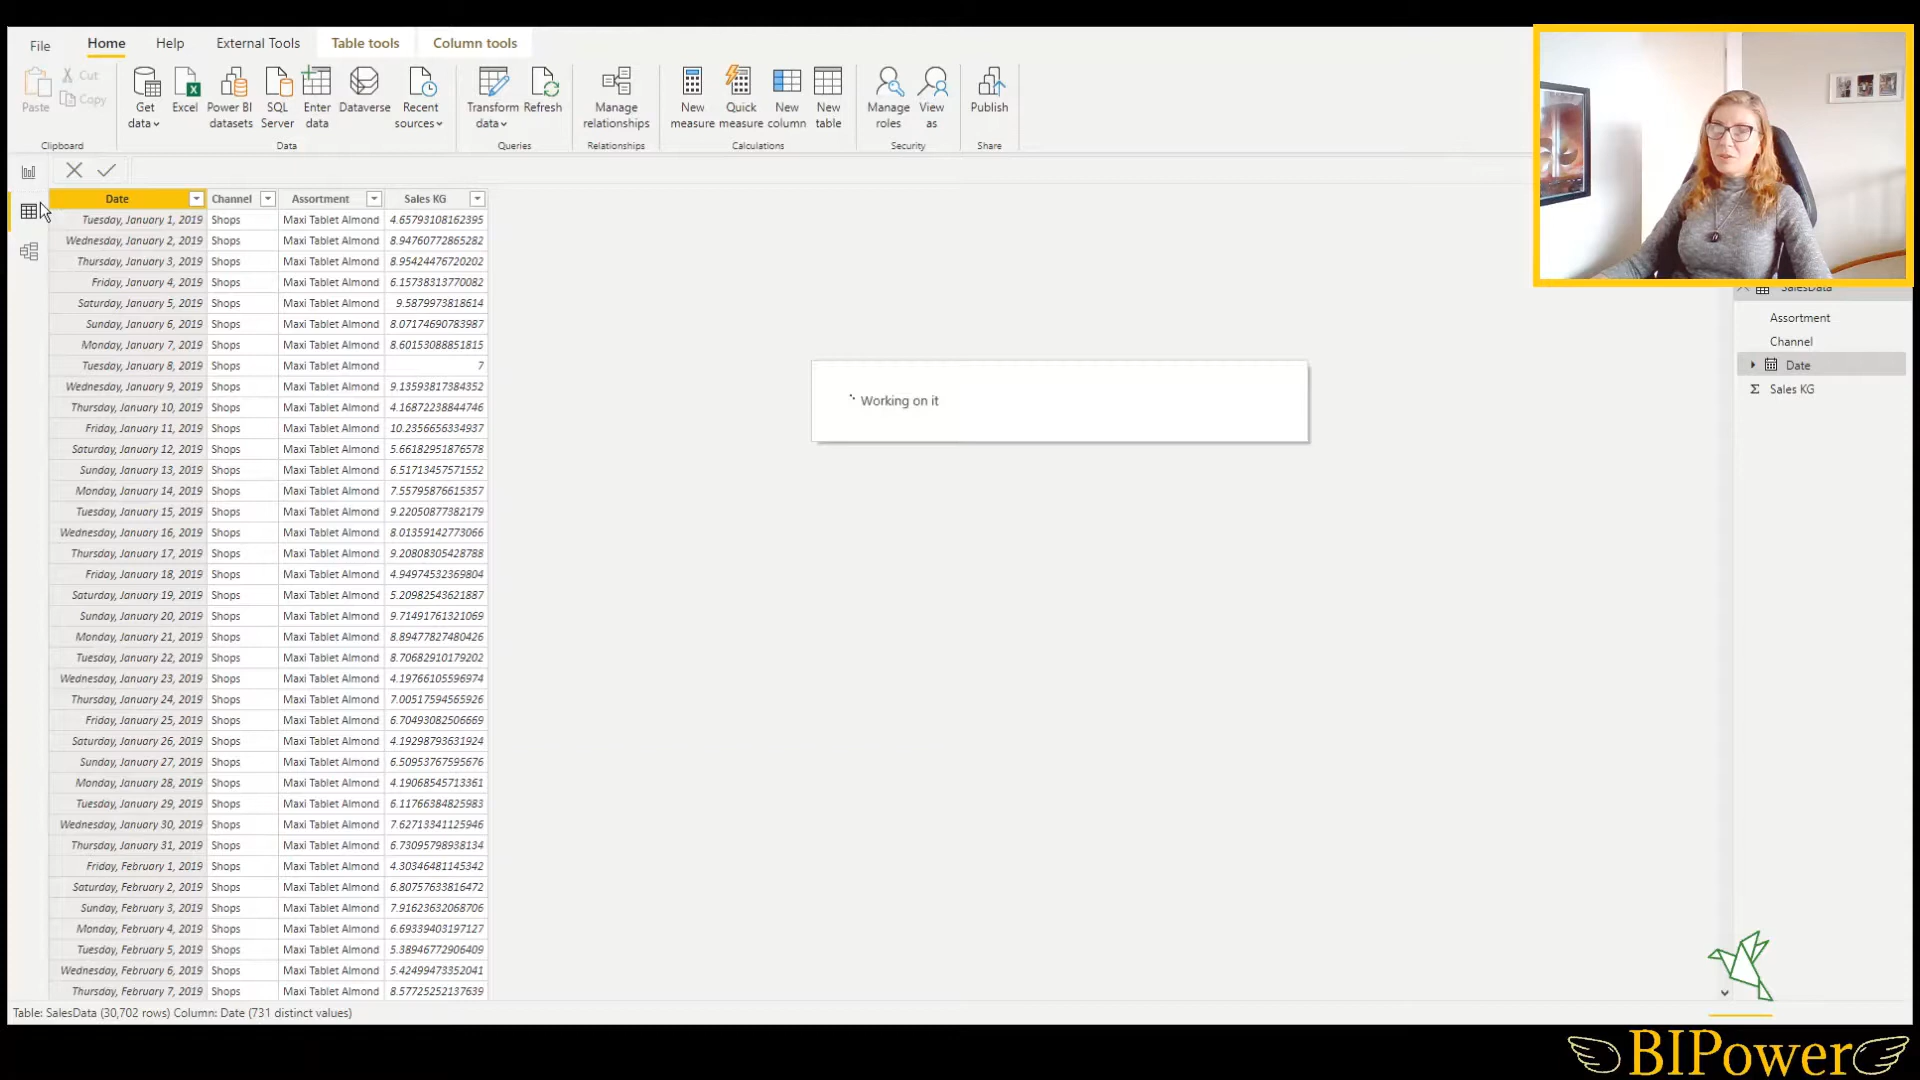 File Home Help External Tools Table tools Column tools
Paste Cut Copy
Get data Excel Power BI datasets SQL Server Enter data Dataverse Recent sources Transform data Refresh Manage relationships New measure Quick measure New column New table Manage roles View as Publish
Clipboard Data Queries Relationships Calculations Security Share
Date Channel Assortment Sales KG
Tuesday, January 1, 2019 Shops Maxi Tablet Almond 4.65793108162395
Wednesday, January 2, 2019 Shops Maxi Tablet Almond 8.94760772865282
Thursday, January 3, 2019 Shops Maxi Tablet Almond 8.95424476720202
Friday, January 4, 2019 Shops Maxi Tablet Almond 6.15738313770082
Saturday, January 5, 2019 Shops Maxi Tablet Almond 9.5879973818614
Sunday, January 6, 2019 Shops Maxi Tablet Almond 8.07174690783987
Monday, January 7, 2019 Shops Maxi Tablet Almond 8.60153088851815
Tuesday, January 8, 2019 Shops Maxi Tablet Almond 7
Wednesday, January 9, 2019 Shops Maxi Tablet Almond 9.13593817384352
Thursday, January 10, 2019 Shops Maxi Tablet Almond 4.16872238844746
Friday, January 11, 2019 Shops Maxi Tablet Almond 10.2356656334937
Saturday, January 12, 2019 Shops Maxi Tablet Almond 5.66182951876578
Sunday, January 13, 2019 Shops Maxi Tablet Almond 6.51713457571552
Monday, January 14, 2019 Shops Maxi Tablet Almond 7.55795876615357
Tuesday, January 15, 2019 Shops Maxi Tablet Almond 9.22050877382179
Wednesday, January 16, 2019 Shops Maxi Tablet Almond 8.01359142773066
Thursday, January 17, 2019 Shops Maxi Tablet Almond 9.20808305428788
Friday, January 18, 2019 Shops Maxi Tablet Almond 4.94974532369804
Saturday, January 19, 2019 Shops Maxi Tablet Almond 5.20982543621887
Sunday, January 20, 2019 Shops Maxi Tablet Almond 9.71491761321069
Monday, January 21, 2019 Shops Maxi Tablet Almond 8.89477827480426
Tuesday, January 22, 2019 Shops Maxi Tablet Almond 8.70682910179202
Wednesday, January 23, 2019 Shops Maxi Tablet Almond 4.19766105596974
Thursday, January 24, 2019 Shops Maxi Tablet Almond 7.00517594565926
Friday, January 25, 2019 Shops Maxi Tablet Almond 6.70493082506669
Saturday, January 26, 2019 Shops Maxi Tablet Almond 4.19298793631924
Sunday, January 27, 2019 Shops Maxi Tablet Almond 6.50953767595676
Monday, January 28, 2019 Shops Maxi Tablet Almond 4.19068545713361
Tuesday, January 29, 2019 Shops Maxi Tablet Almond 6.11766384825983
Wednesday, January 30, 2019 Shops Maxi Tablet Almond 7.62713341125946
Thursday, January 31, 2019 Shops Maxi Tablet Almond 6.73095798938134
Friday, February 1, 2019 Shops Maxi Tablet Almond 4.30346481145342
Saturday, February 2, 2019 Shops Maxi Tablet Almond 6.80757633816472
Sunday, February 3, 2019 Shops Maxi Tablet Almond 7.91623632068706
Monday, February 4, 2019 Shops Maxi Tablet Almond 6.69339403197127
Tuesday, February 5, 2019 Shops Maxi Tablet Almond 5.38946772906409
Wednesday, February 6, 2019 Shops Maxi Tablet Almond 5.42499473352041
Thursday, February 7, 2019 Shops Maxi Tablet Almond 8.57725252137639
Working on it
SalesData
Assortment
Channel
Date
Σ Sales KG
Table: SalesData (30,702 rows) Column: Date (731 distinct values)
BIPower